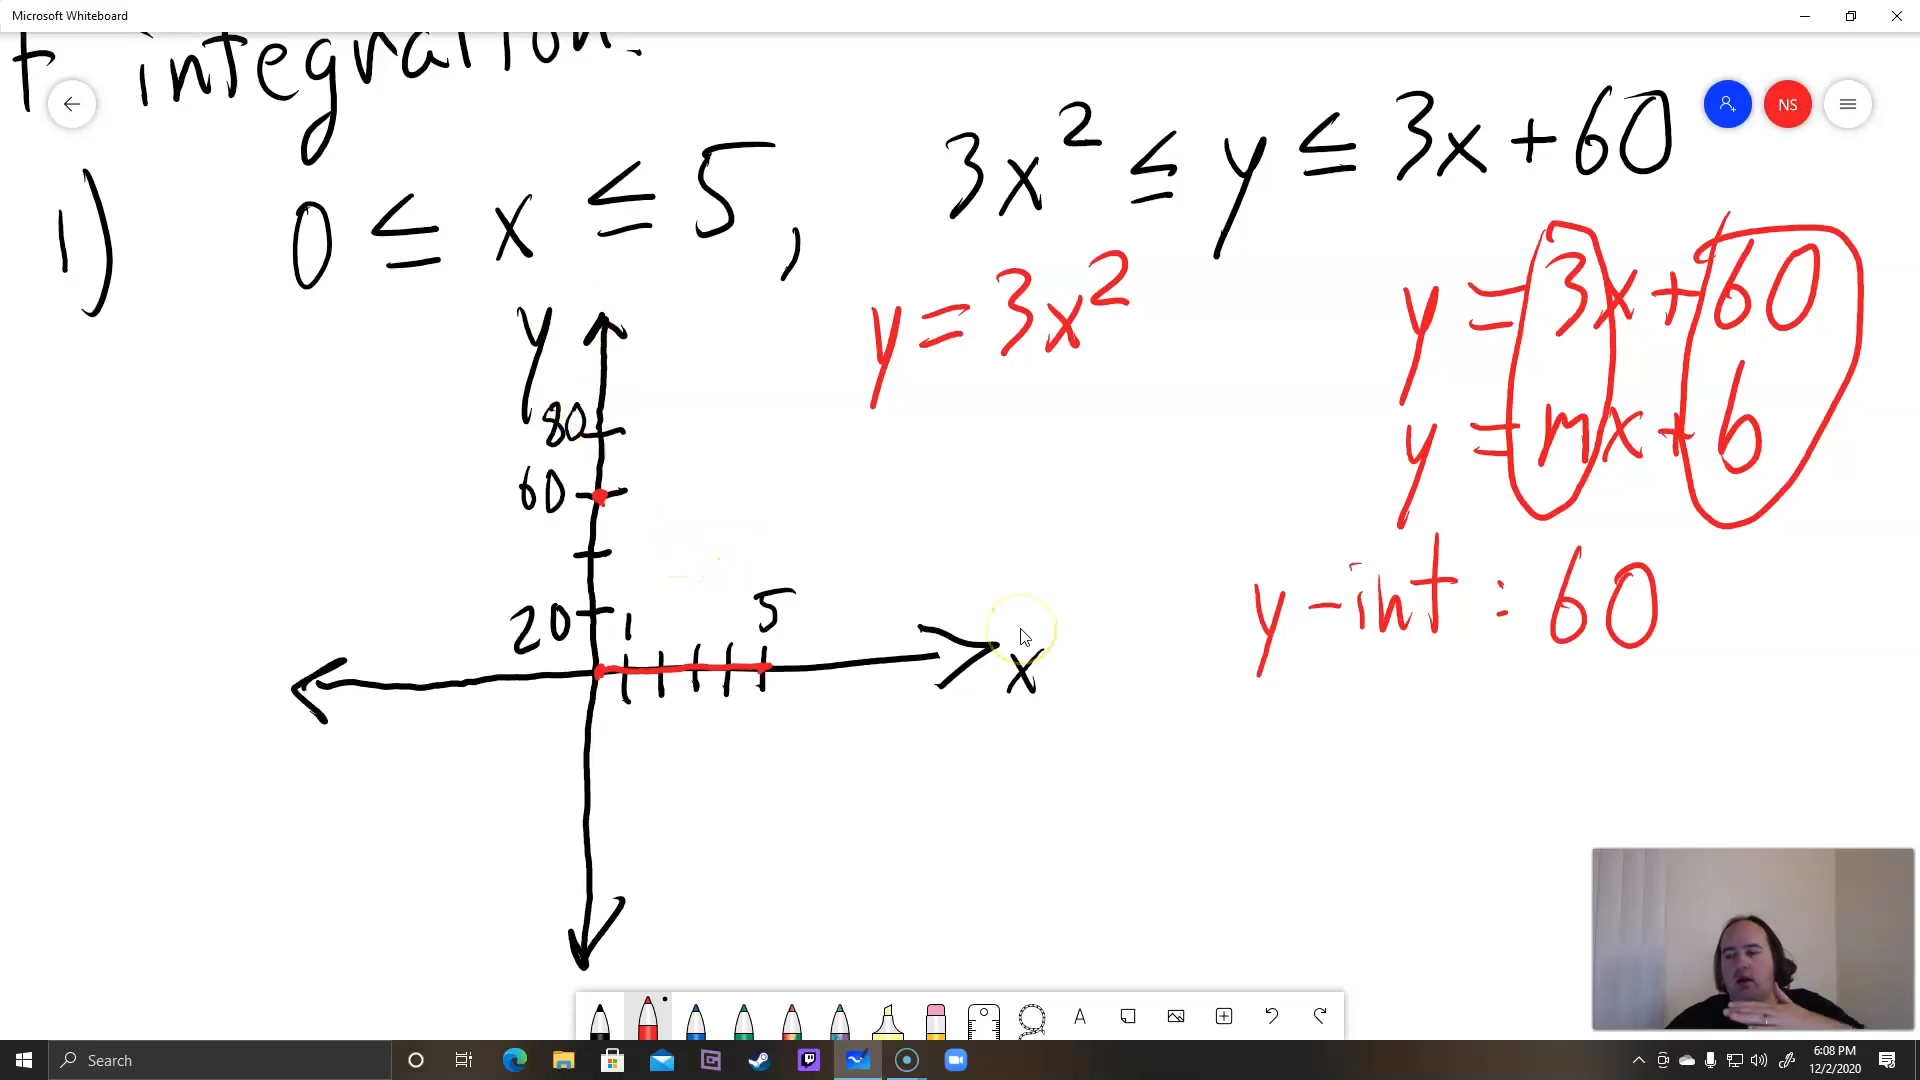 Microsoft Whiteboard
integration.
NS
1) 0 ≤ x ≤ 5, 3x² ≤ y ≤ 3x+60
y = 3x²
y = 3x+60
y = mx+b
y-int : 60
y
80
60
20
1
5
x
A
Search
6:08 PM
12/2/2020